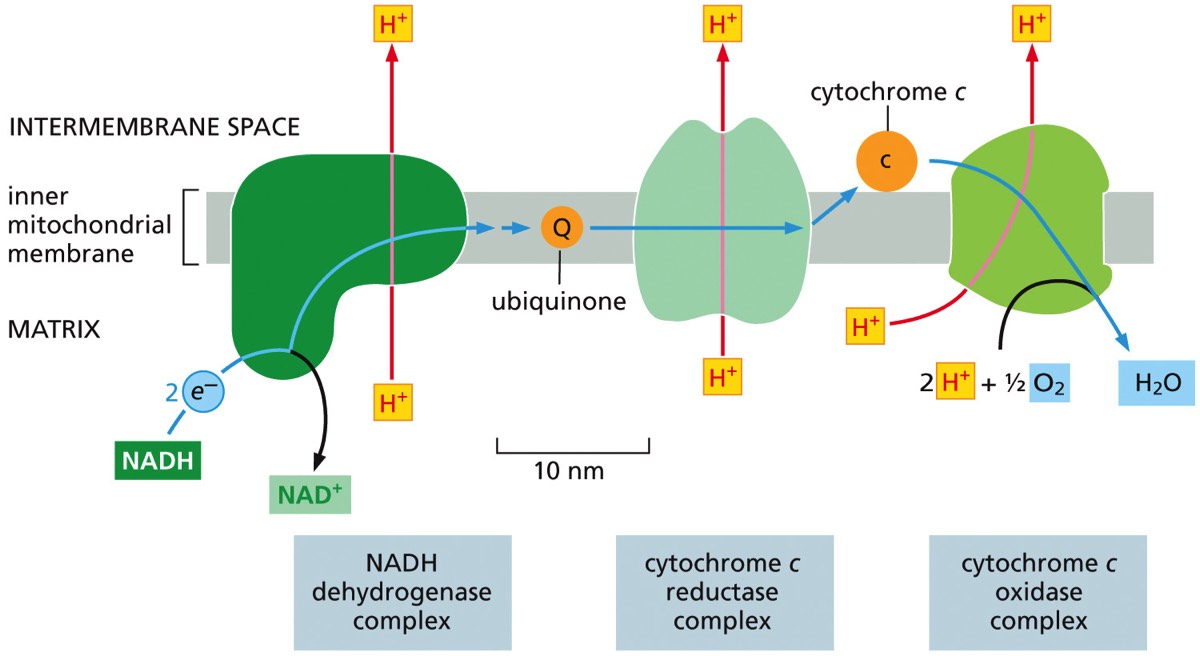 H⁺
H⁺
H⁺
cytochrome c
INTERMEMBRANE SPACE
c
inner
mitochondrial
membrane
Q
ubiquinone
MATRIX
H⁺
2 e⁻
H⁺
H⁺
2 H⁺ + ½ O₂
H₂O
NADH
10 nm
NAD⁺
NADH
dehydrogenase
complex
cytochrome c
reductase
complex
cytochrome c
oxidase
complex